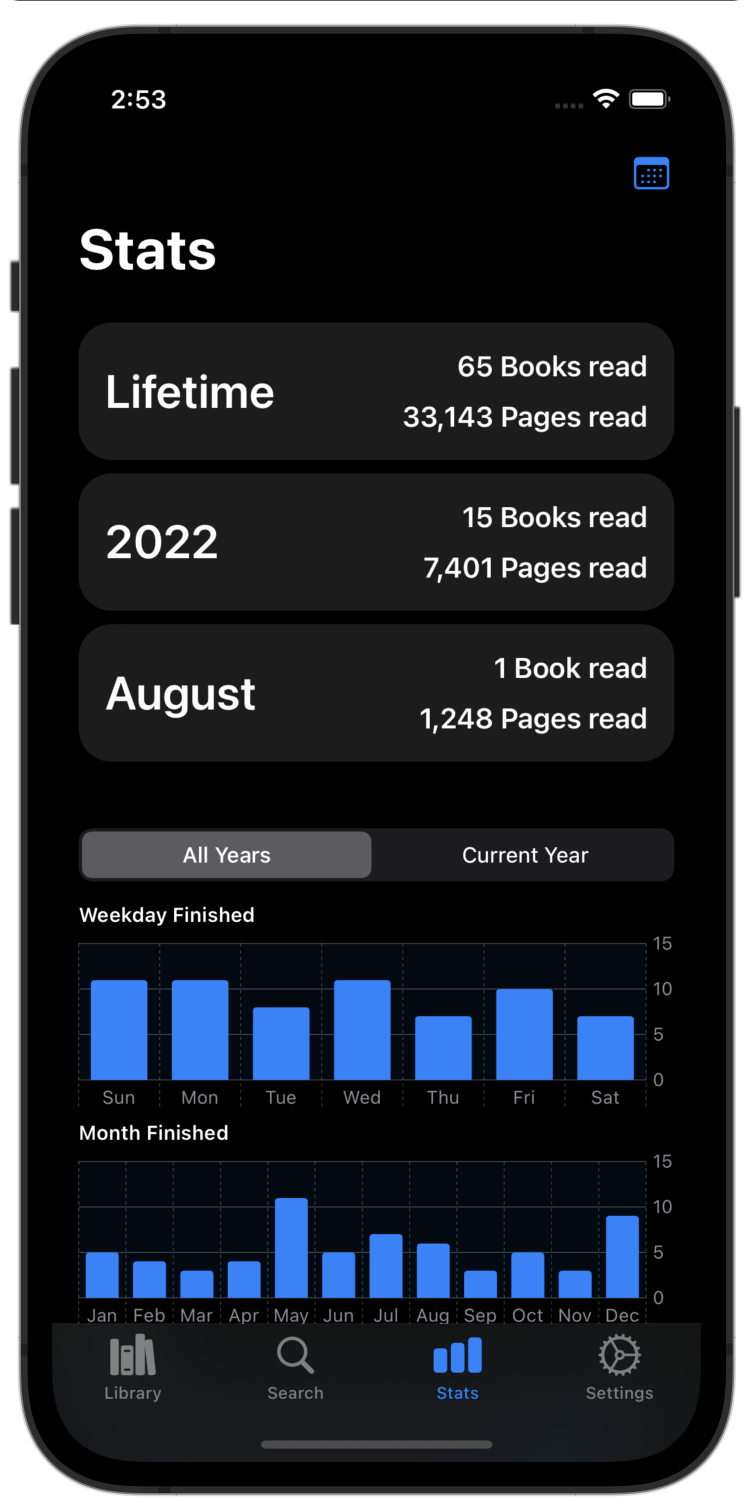 2:53
Stats
Lifetime
65 Books read
33,143 Pages read
2022
15 Books read
7,401 Pages read
August
1 Book read
1,248 Pages read
All Years Current Year
Weekday Finished
15
10
5
0
Sun Mon Tue Wed Thu Fri Sat
Month Finished
15
10
5
0
Jan Feb Mar Apr May Jun Jul Aug Sep Oct Nov Dec
Library Search Stats Settings